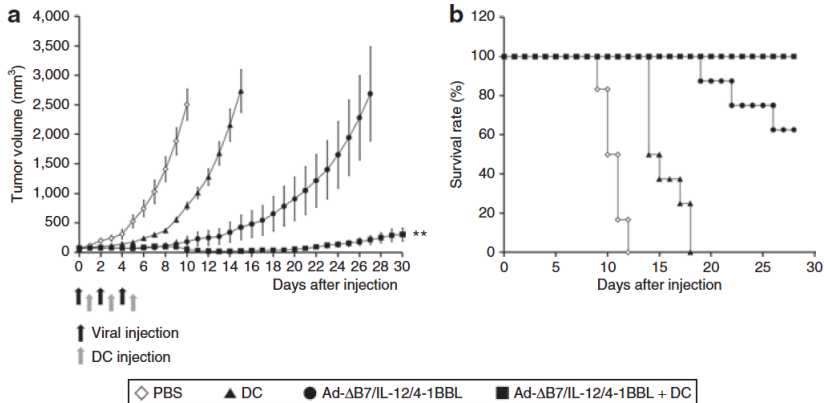 a
4,000
3,500
3,000
2,500
2,000
1,500
1,000
500
0
Tumor volume (mm³)
0 2 4 6 8 10 12 14 16 18 20 22 24 26 28 30
Days after injection
**
Viral injection
DC injection
b
120
100
80
60
40
20
0
Survival rate (%)
0 5 10 15 20 25 30
Days after injection
PBS DC Ad-ΔB7/IL-12/4-1BBL Ad-ΔB7/IL-12/4-1BBL + DC